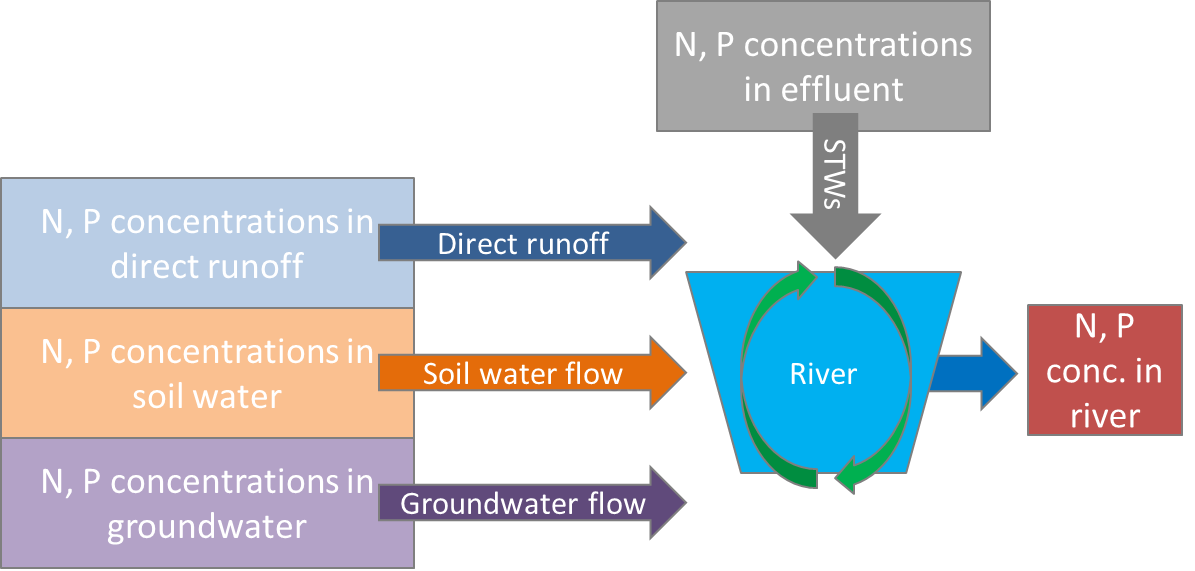 N, P concentrations
in effluent
STWs
N, P concentrations in
direct runoff
Direct runoff
N, P concentrations in
soil water
Soil water flow
N, P concentrations in
groundwater
Groundwater flow
River
N, P
conc. in
river